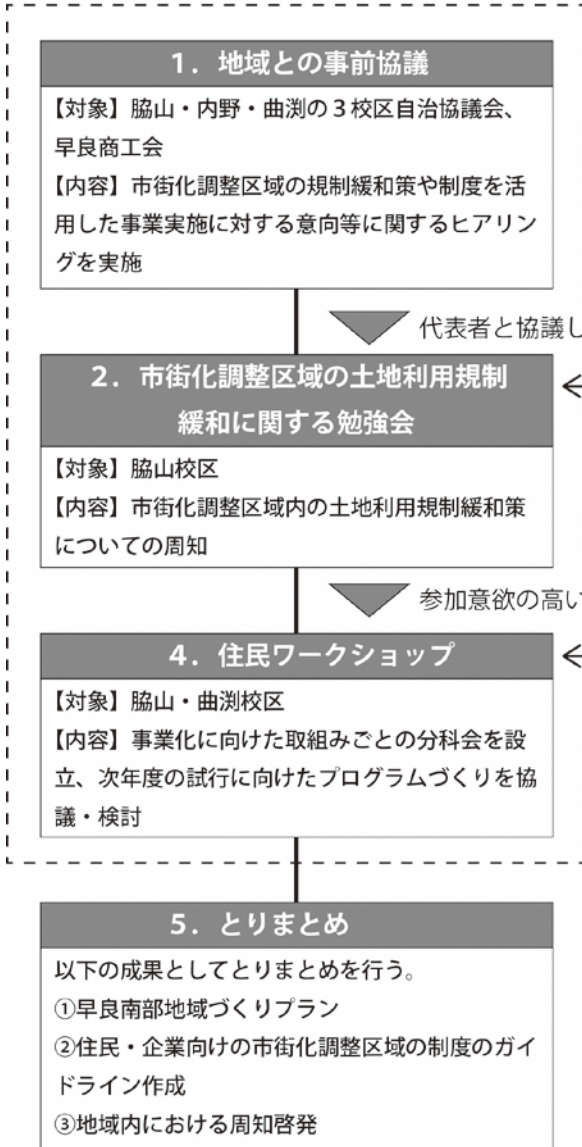 1．地域との事前協議
【対象】脇山・内野・曲渕の3校区自治協議会、
早良商工会
【内容】市街化調整区域の規制緩和策や制度を活
用した事業実施に対する意向等に関するヒアリン
グを実施
代表者と協議し
2．市街化調整区域の土地利用規制
緩和に関する勉強会
【対象】脇山校区
【内容】市街化調整区域内の土地利用規制緩和策
についての周知
参加意欲の高い
4．住民ワークショップ
【対象】脇山・曲渕校区
【内容】事業化に向けた取組みごとの分科会を設
立、次年度の試行に向けたプログラムづくりを協
議・検討
5．とりまとめ
以下の成果としてとりまとめを行う。
①早良南部地域づくりプラン
②住民・企業向けの市街化調整区域の制度のガイ
ドライン作成
③地域内における周知啓発